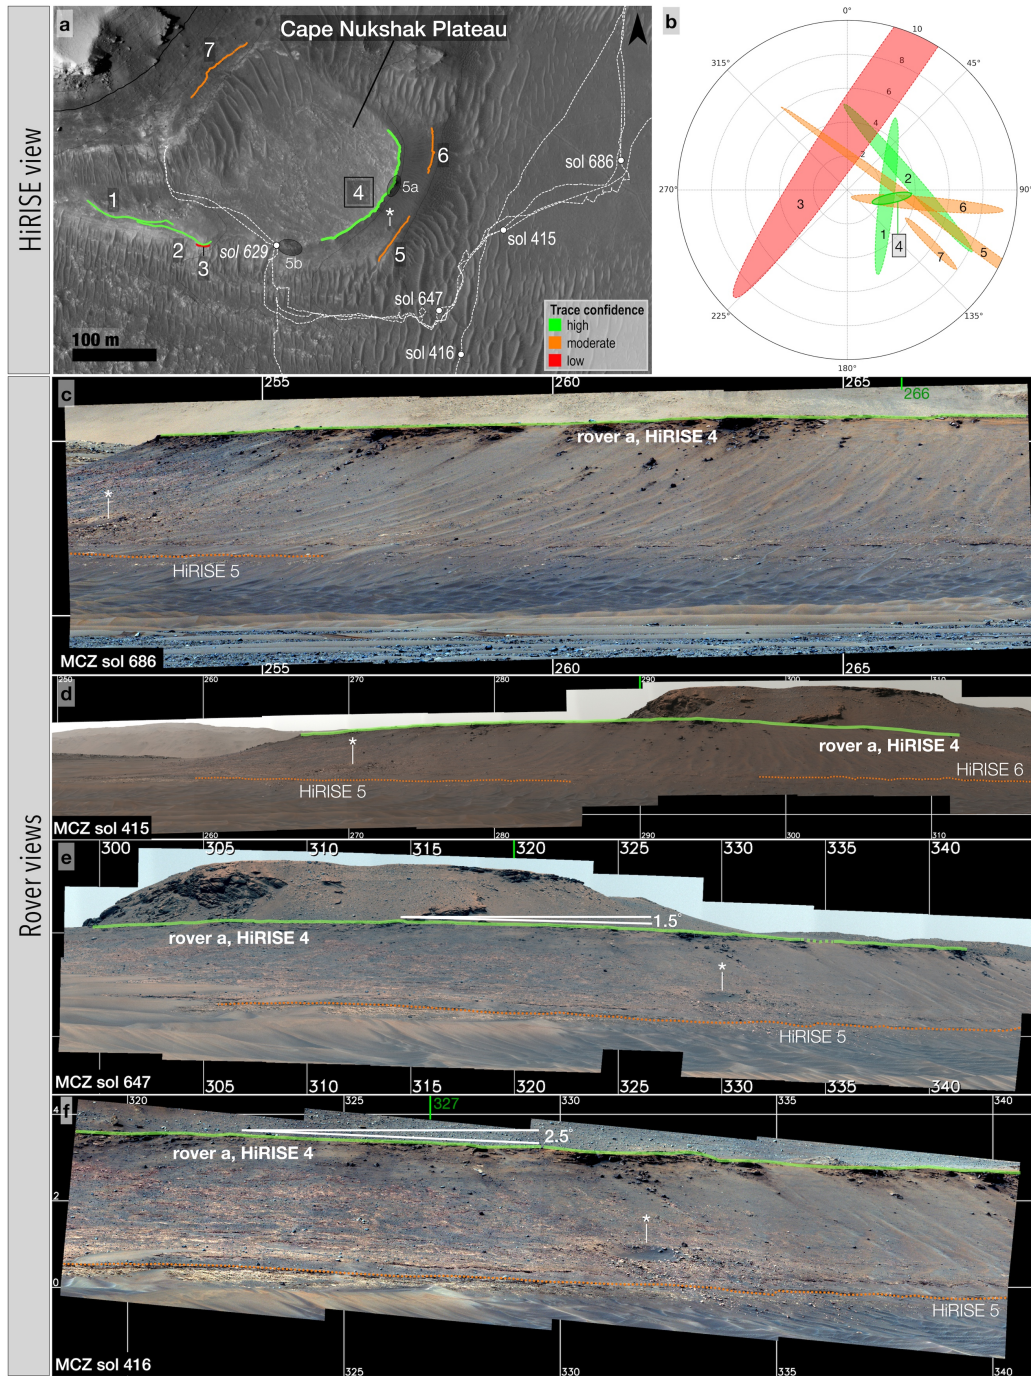 HiRISE view
a
Cape Nukshak Plateau
7
6
sol 686
1
4
5a
*
2
sol 629
5
sol 415
3
5b
sol 647
100 m
sol 416
Trace confidence
high
moderate
low
b
0°
315°
10
45°
8
6
4
2
2
270°
90°
3
6
1
4
5
7
225°
135°
180°
Rover views
c
255
260
265
266
rover a, HiRISE 4
*
HiRISE 5
MCZ sol 686
255
260
265
250
260
270
280
290
300
310
d
*
rover a, HiRISE 4
HiRISE 5
HiRISE 6
MCZ sol 415
260
270
280
290
300
310
e
300
305
310
315
320
325
330
335
340
1.5°
rover a, HiRISE 4
*
HiRISE 5
MCZ sol 647
305
310
315
320
325
330
335
340
f
320
325
327
330
335
340
4
2.5°
rover a, HiRISE 4
2
*
0
HiRISE 5
MCZ sol 416
325
330
335
340